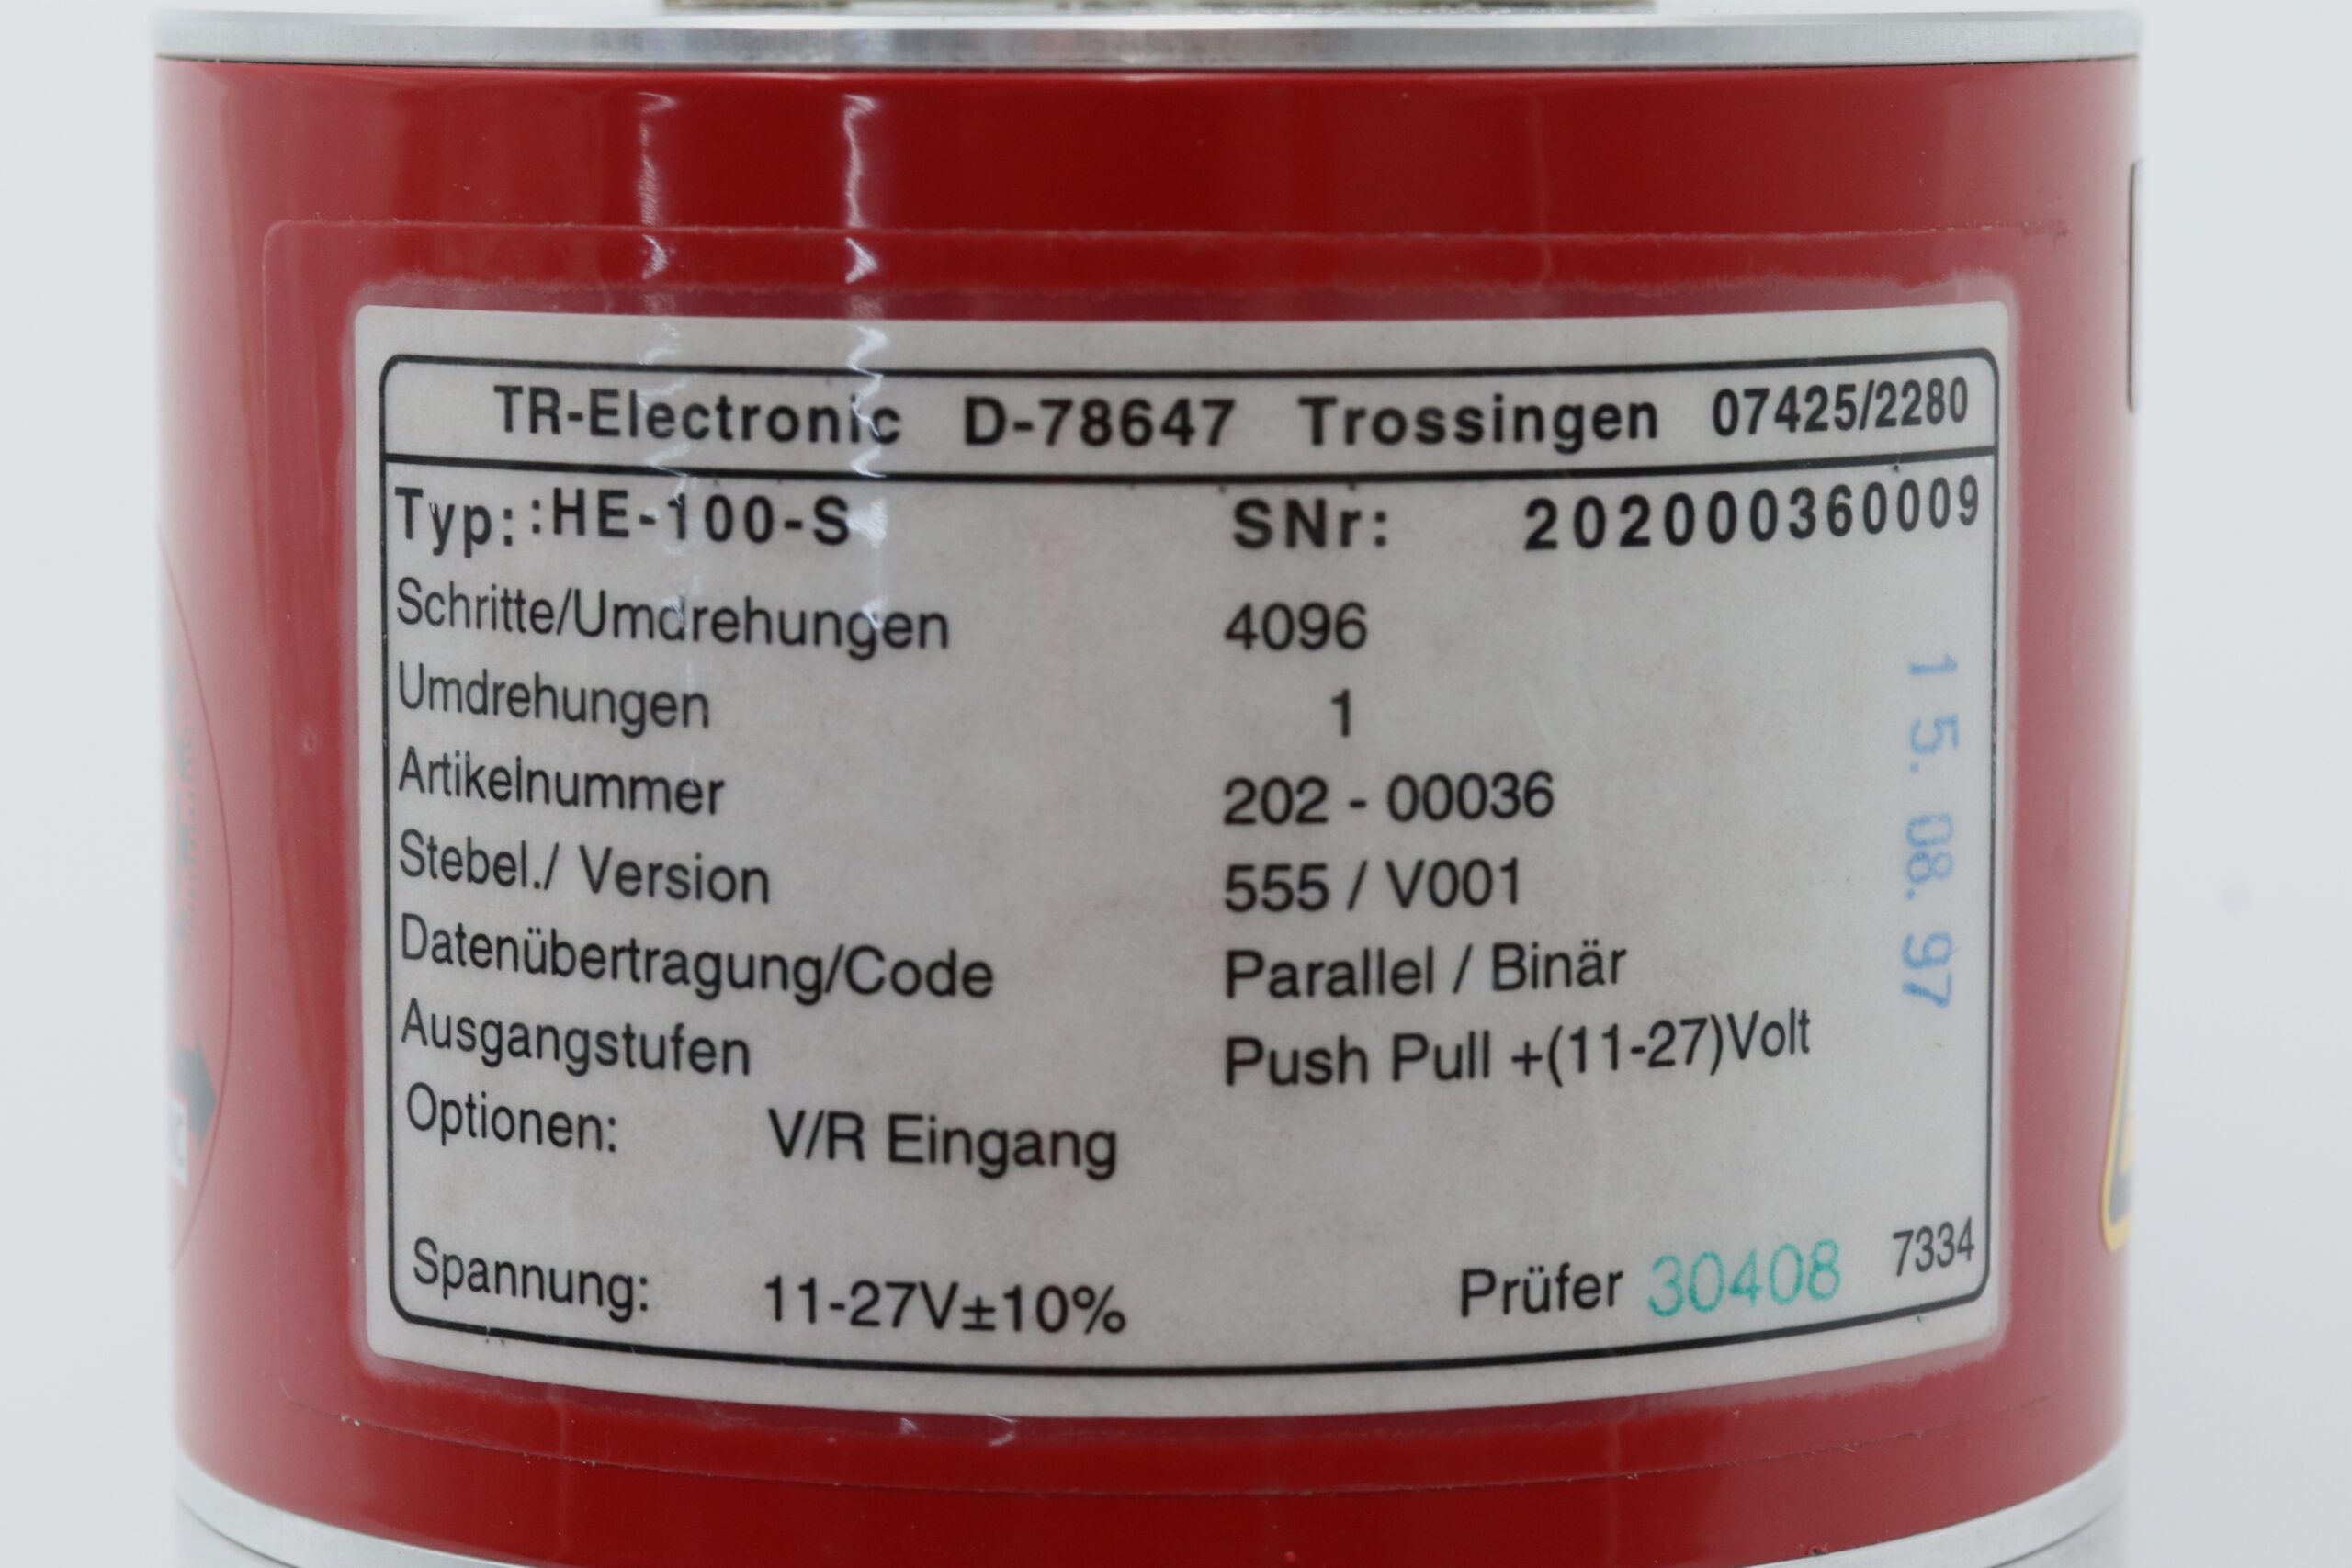 TR-Electronic D-78647 Trossingen 07425/2280
Typ: :HE-100-S SNr: 202000360009
Schritte/Umdrehungen 4096
Umdrehungen 1
Artikelnummer 202 - 00036
Stebel./ Version 555 / V001
Datenübertragung/Code Parallel / Binär
Ausgangstufen Push Pull +(11-27)Volt
Optionen: V/R Eingang
Spannung: 11-27V±10% Prüfer 30408 7334
15. 08. 97